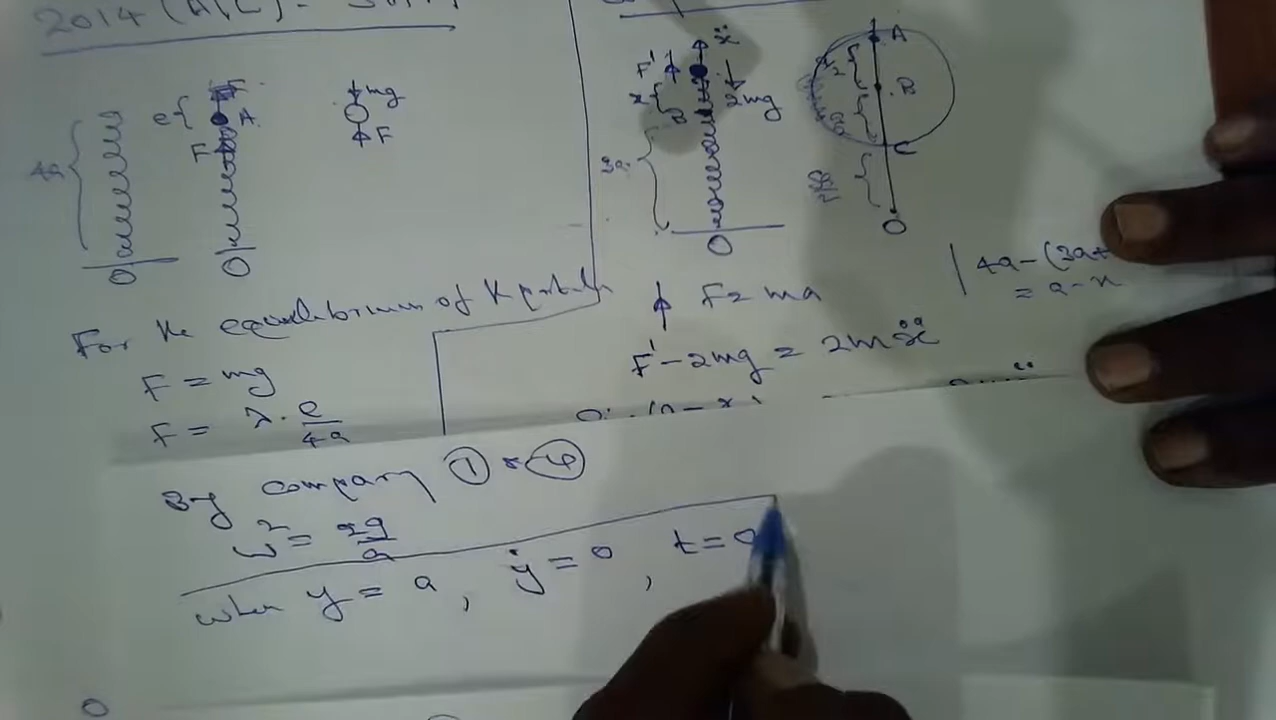 2014 (A/L)
4a
e
A
F
O
O
mg
F
For the equilibrium of the particle
F = mg
F = λ . e/4a
F'
ẍ
x
B
2mg
3a
O
A
B
C
O
↑ F = ma
F' - 2mg = 2mẍ
4a - (3a+
= a - x
(a - x)
By comparing ① & ④
ω² = 2g/a
when y = a , ẏ = 0 , t = 0
O